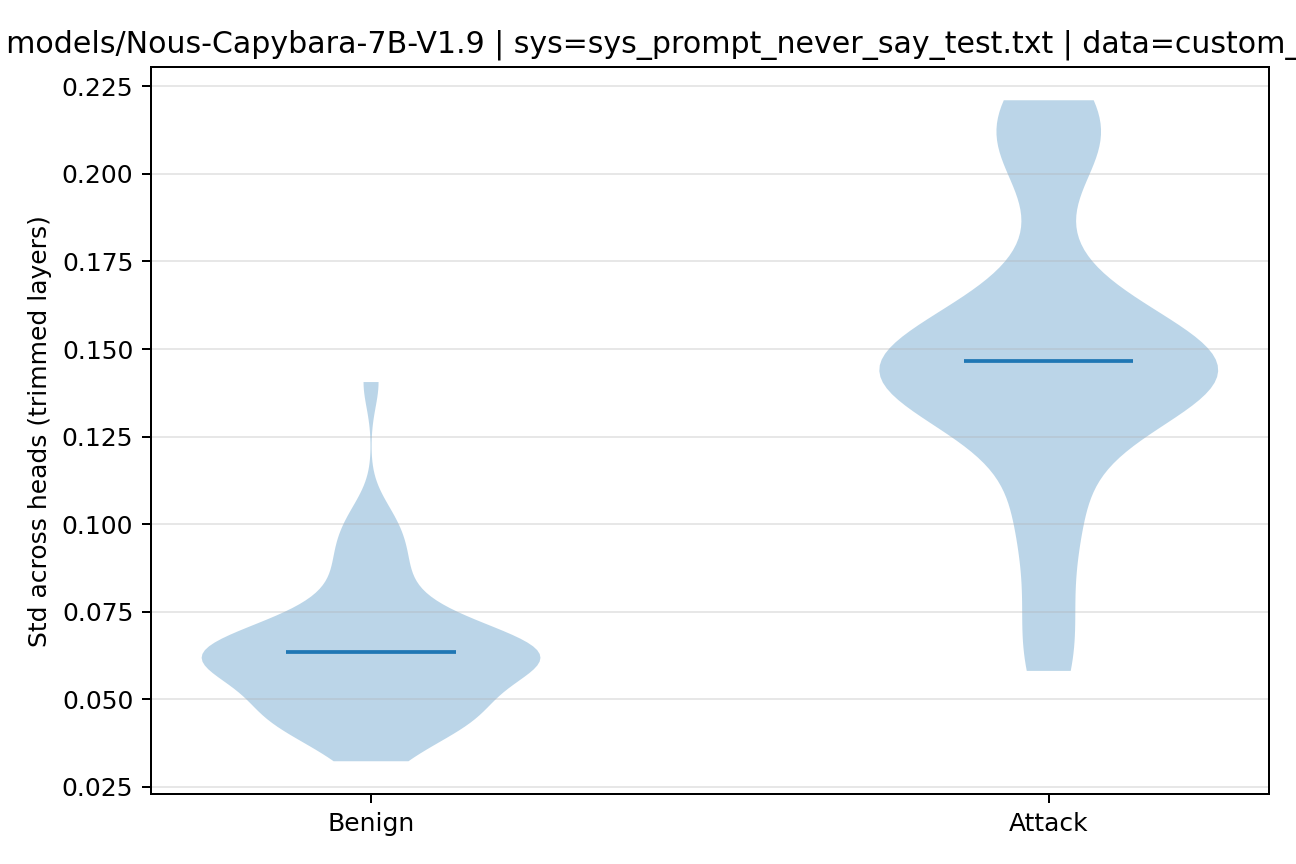 models/Nous-Capybara-7B-V1.9 | sys=sys_prompt_never_say_test.txt | data=custom_
0.225
0.200
0.175
0.150
0.125
0.100
0.075
0.050
0.025
Std across heads (trimmed layers)
Benign
Attack